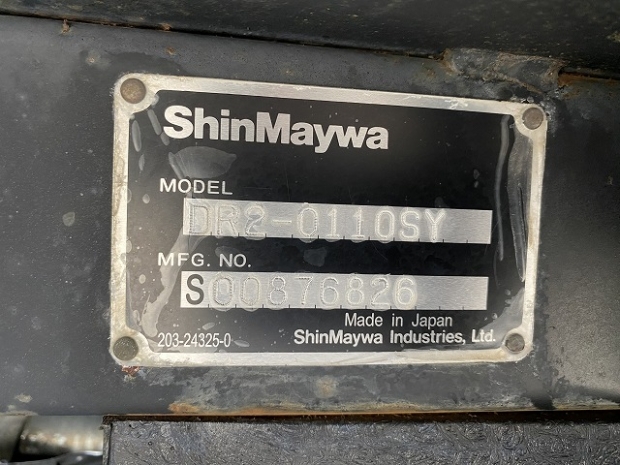 ShinMaywa
MODEL
DR2-0110SY
MFG. NO.
S00876826
Made in Japan
203-24325-0
ShinMaywa Industries, Ltd.